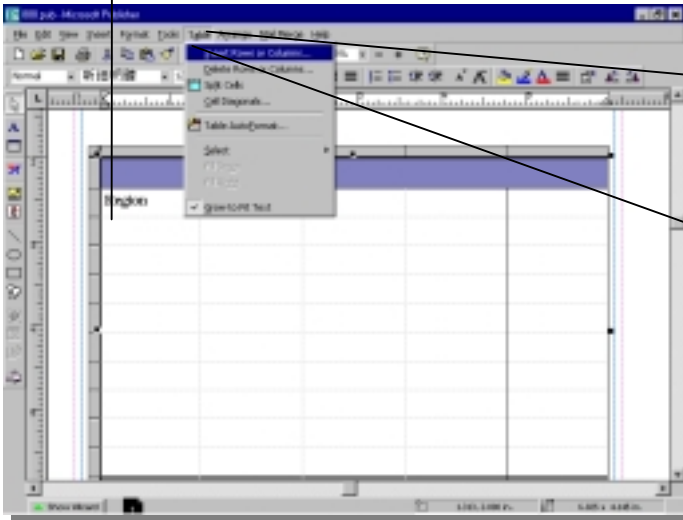 Microsoft Publisher
File Edit View Insert Format Tools Table Arrange Mail Merge Help
Insert Rows or Columns...
Delete Rows or Columns...
Split Cells
Cell Diagonals...
Table AutoFormat...
Select
Grow to Fit Text
Normal
Region
Show Wizard